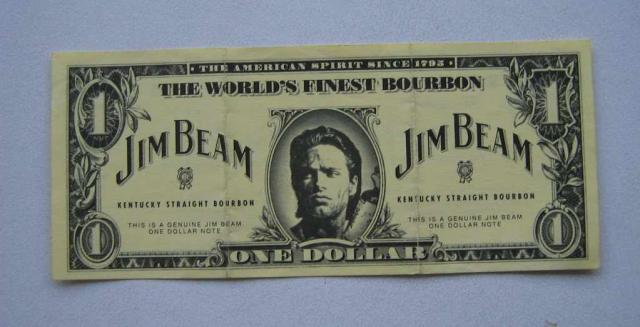 THE AMERICAN SPIRIT SINCE 1795
THE WORLD'S FINEST BOURBON
1
1
JIM BEAM
JIM BEAM
KENTUCKY STRAIGHT BOURBON
KENTUCKY STRAIGHT BOURBON
THIS IS A GENUINE JIM BEAM
ONE DOLLAR NOTE
THIS IS A GENUINE JIM BEAM
ONE DOLLAR NOTE
1
1
ONE DOLLAR